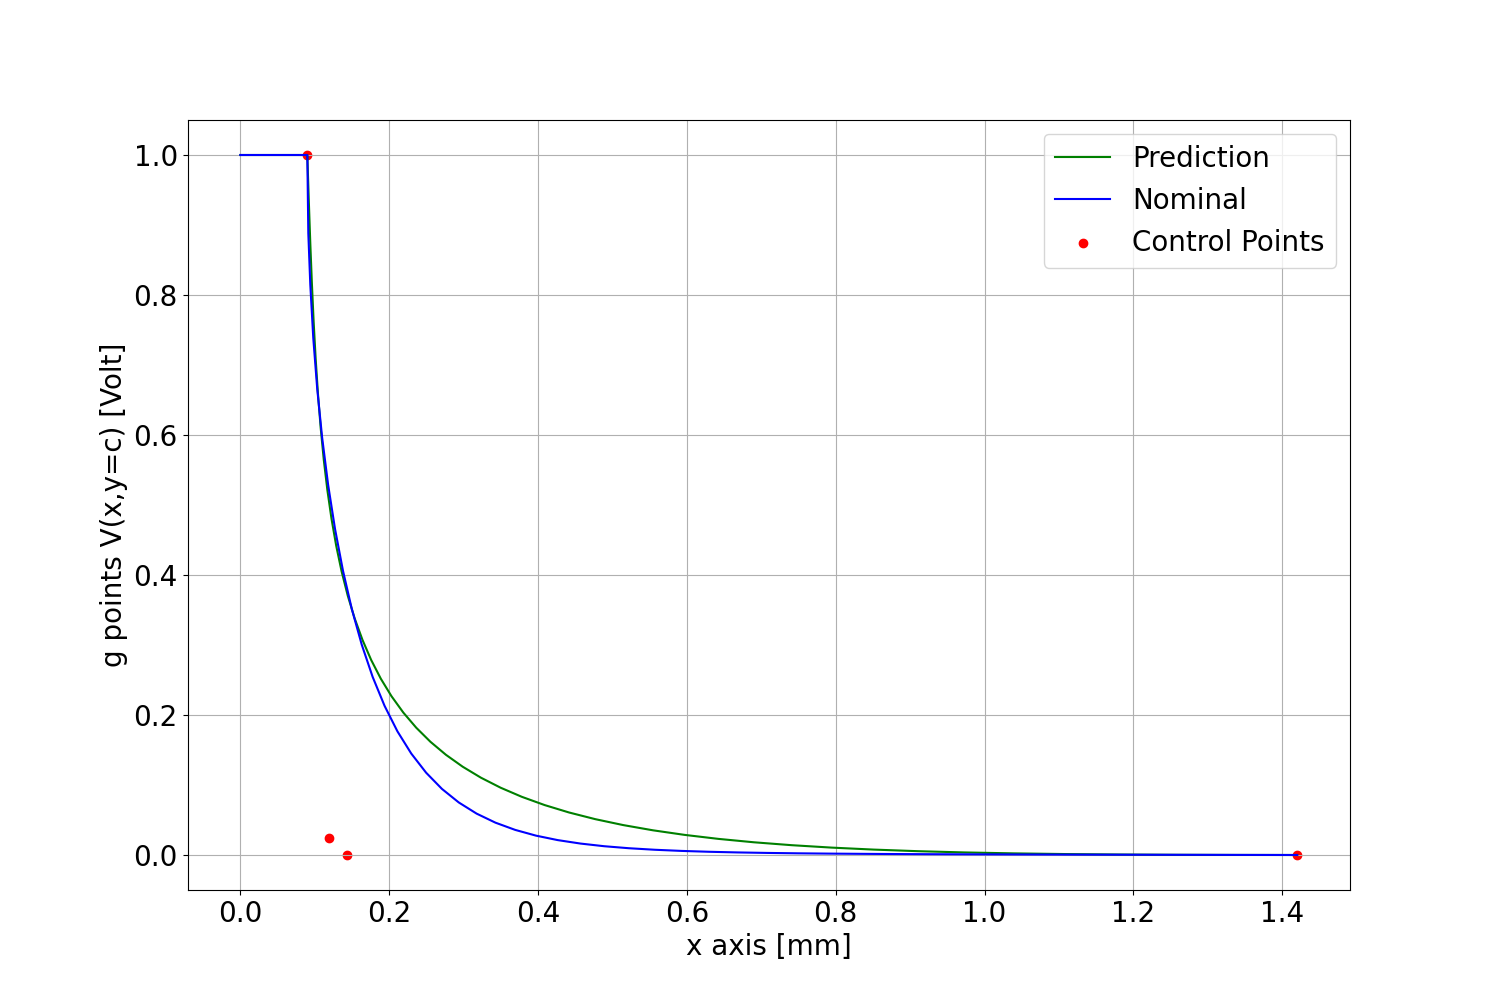 g points V(x,y=c) [Volt]
1.0
0.8
0.6
0.4
0.2
0.0
Prediction
Nominal
Control Points
0.0 0.2 0.4 0.6 0.8 1.0 1.2 1.4
x axis [mm]